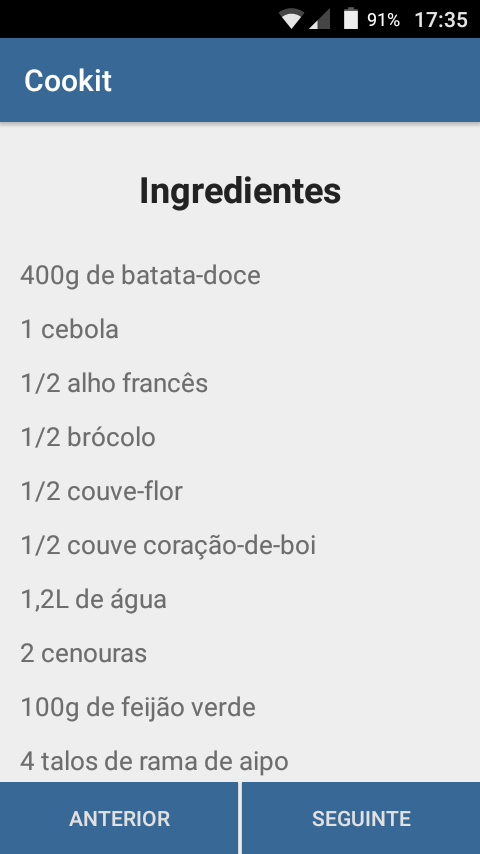 91% 17:35
Cookit
Ingredientes
400g de batata-doce
1 cebola
1/2 alho francês
1/2 brócolo
1/2 couve-flor
1/2 couve coração-de-boi
1,2L de água
2 cenouras
100g de feijão verde
4 talos de rama de aipo
ANTERIOR SEGUINTE